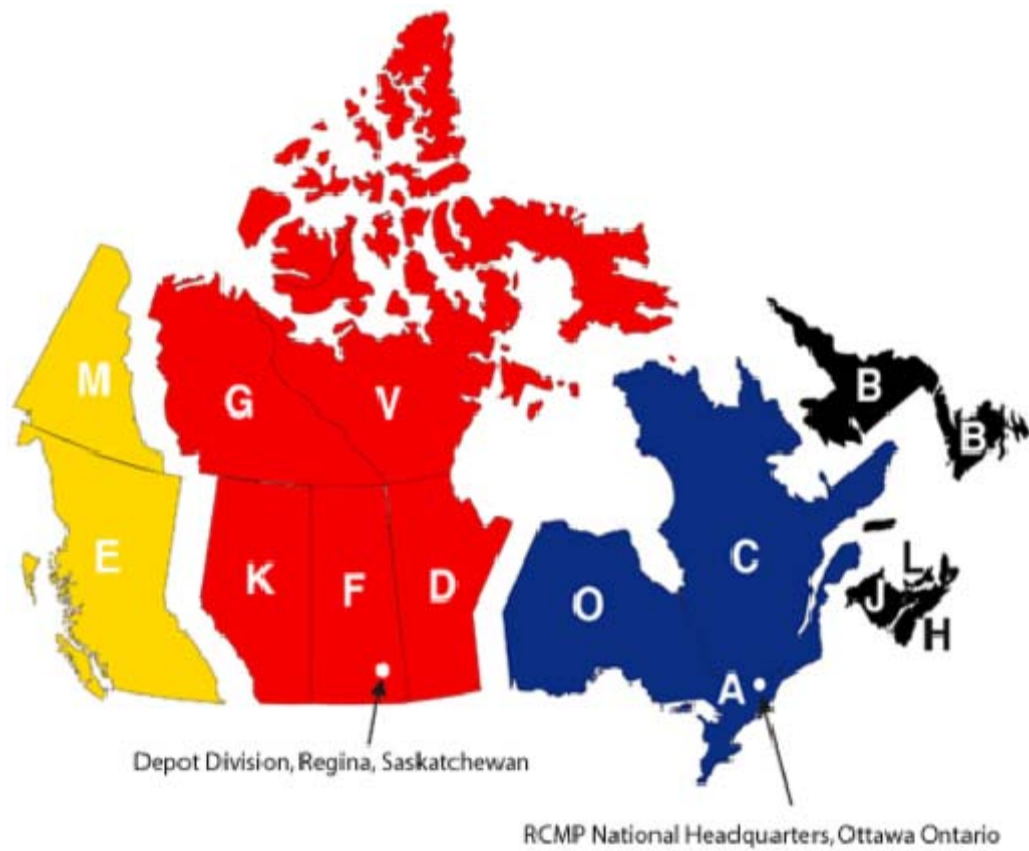 M
G
V
B
B
E
K
F
D
O
C
L
J
H
A
Depot Division, Regina, Saskatchewan
RCMP National Headquarters, Ottawa Ontario